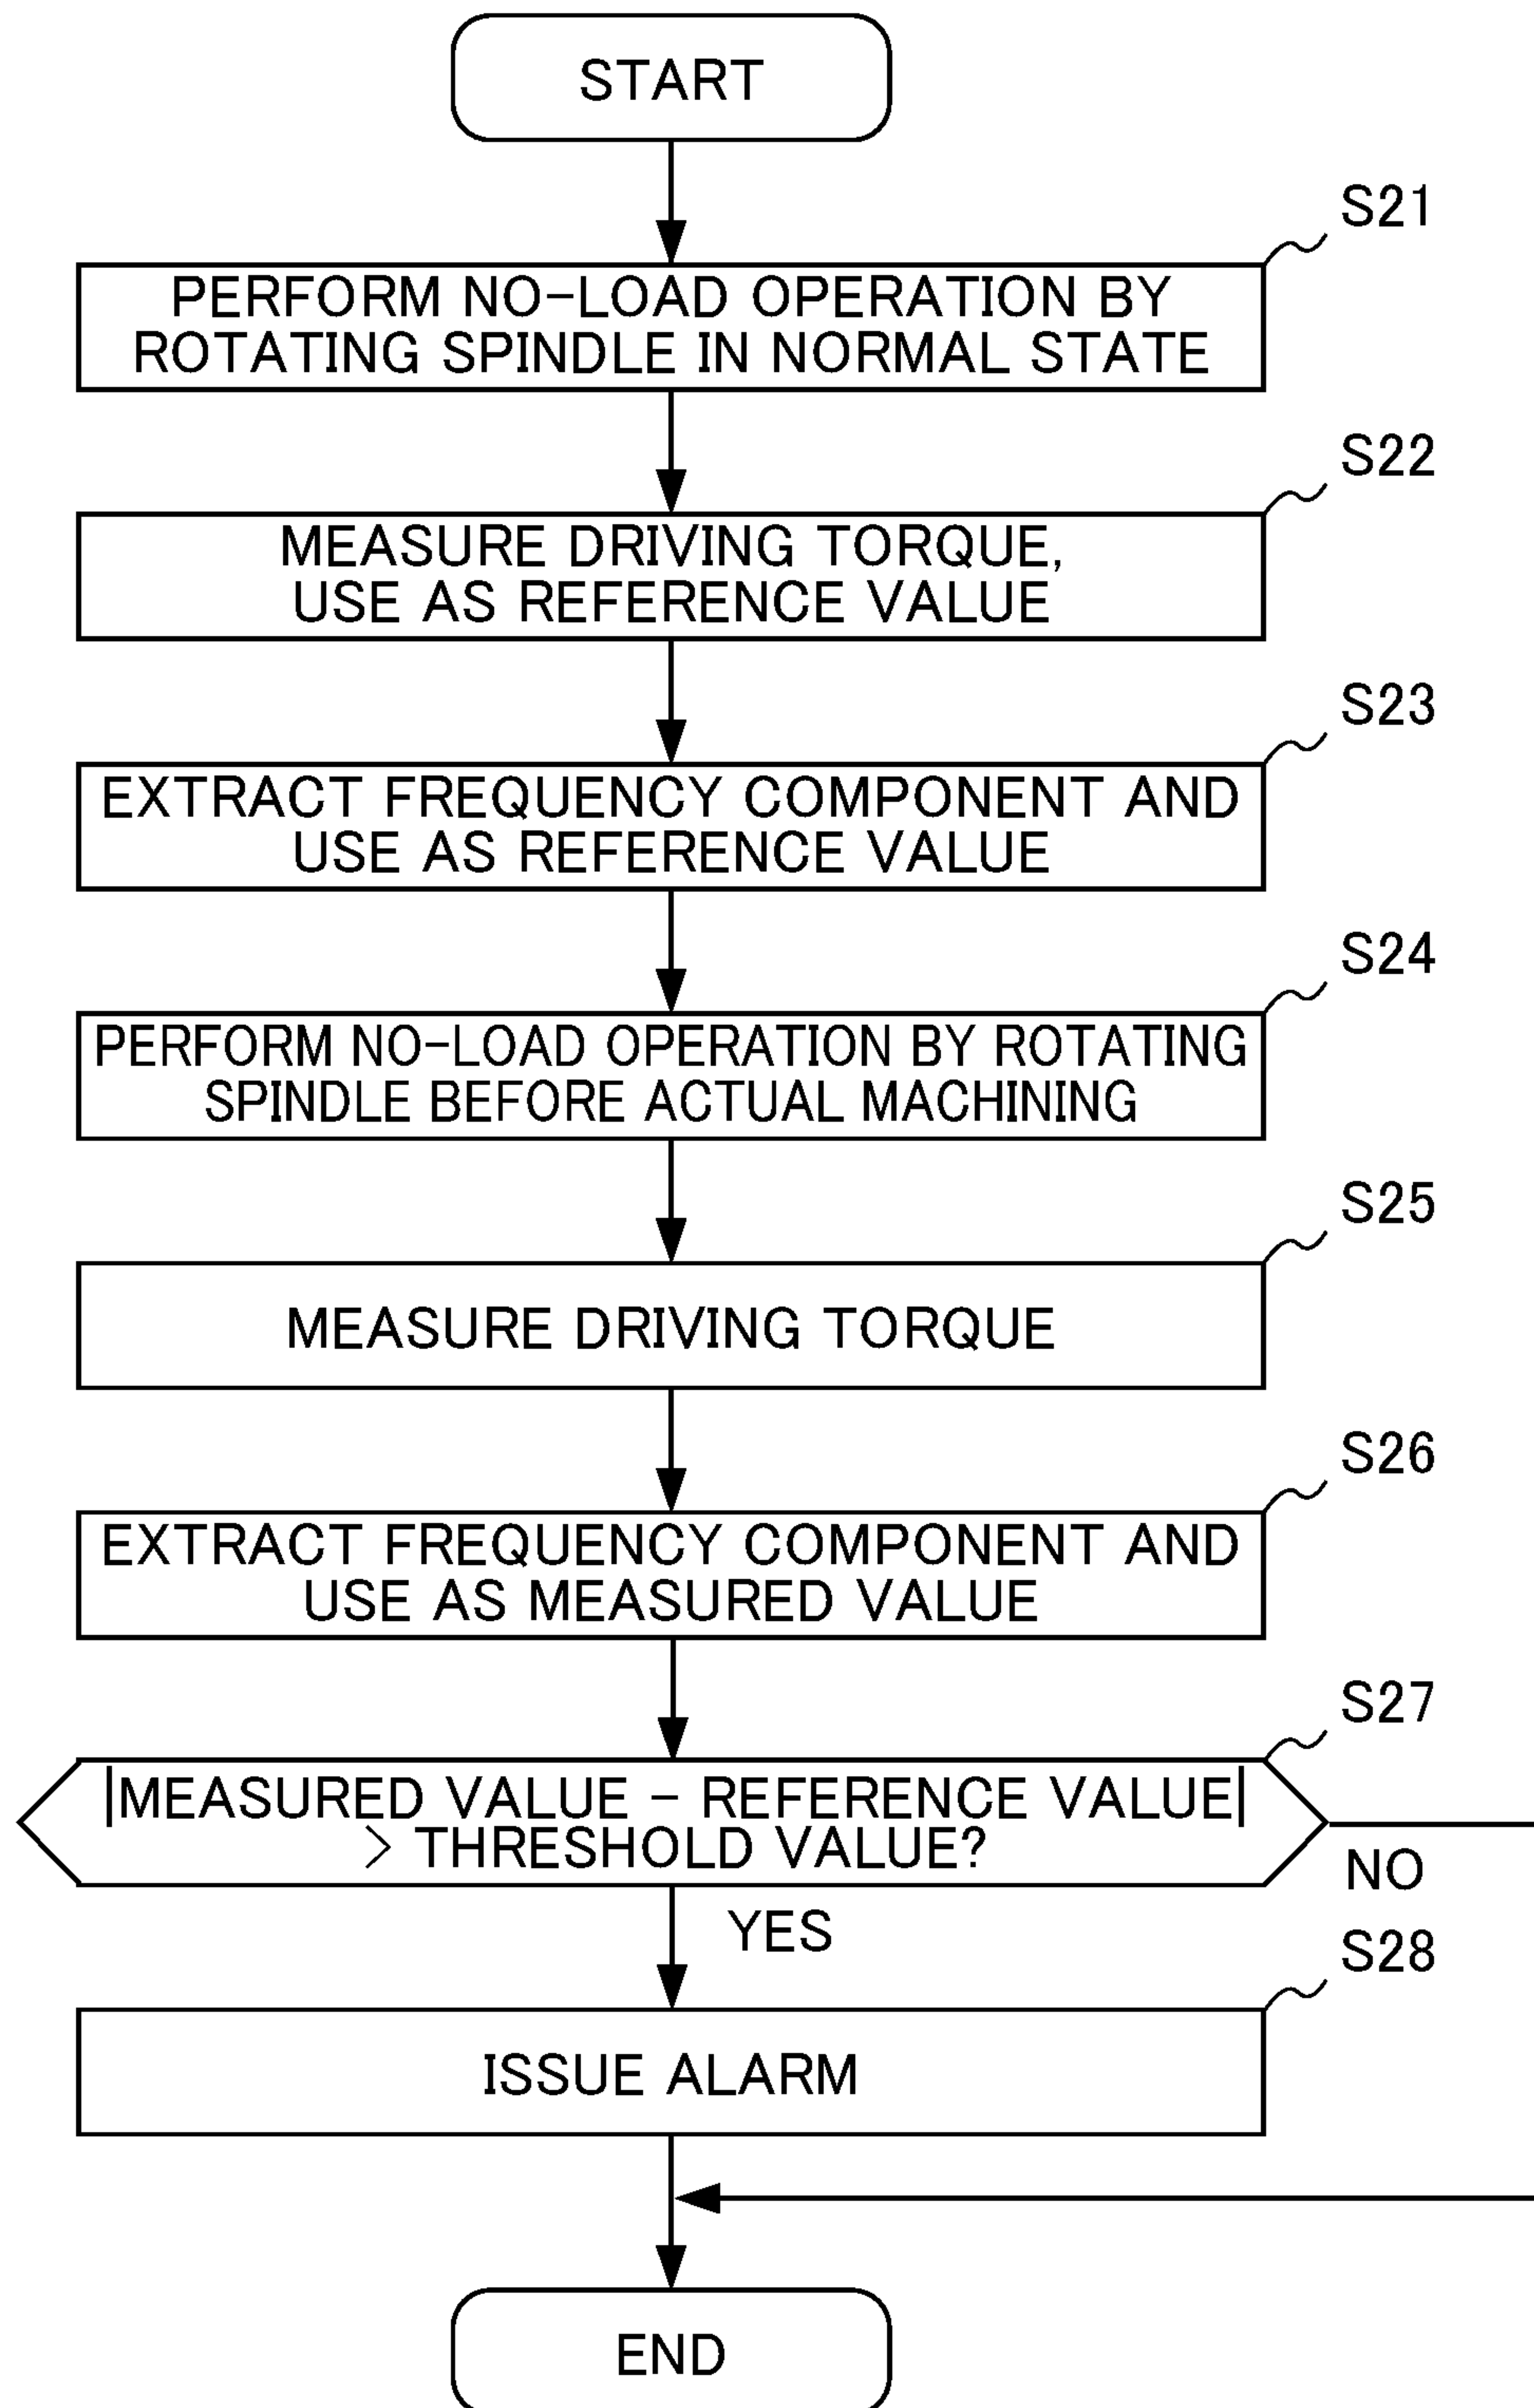 START
S21
PERFORM NO-LOAD OPERATION BY
ROTATING SPINDLE IN NORMAL STATE
S22
MEASURE DRIVING TORQUE,
USE AS REFERENCE VALUE
S23
EXTRACT FREQUENCY COMPONENT AND
USE AS REFERENCE VALUE
S24
PERFORM NO-LOAD OPERATION BY ROTATING
SPINDLE BEFORE ACTUAL MACHINING
S25
MEASURE DRIVING TORQUE
S26
EXTRACT FREQUENCY COMPONENT AND
USE AS MEASURED VALUE
S27
|MEASURED VALUE - REFERENCE VALUE|
> THRESHOLD VALUE?
NO
YES
S28
ISSUE ALARM
END